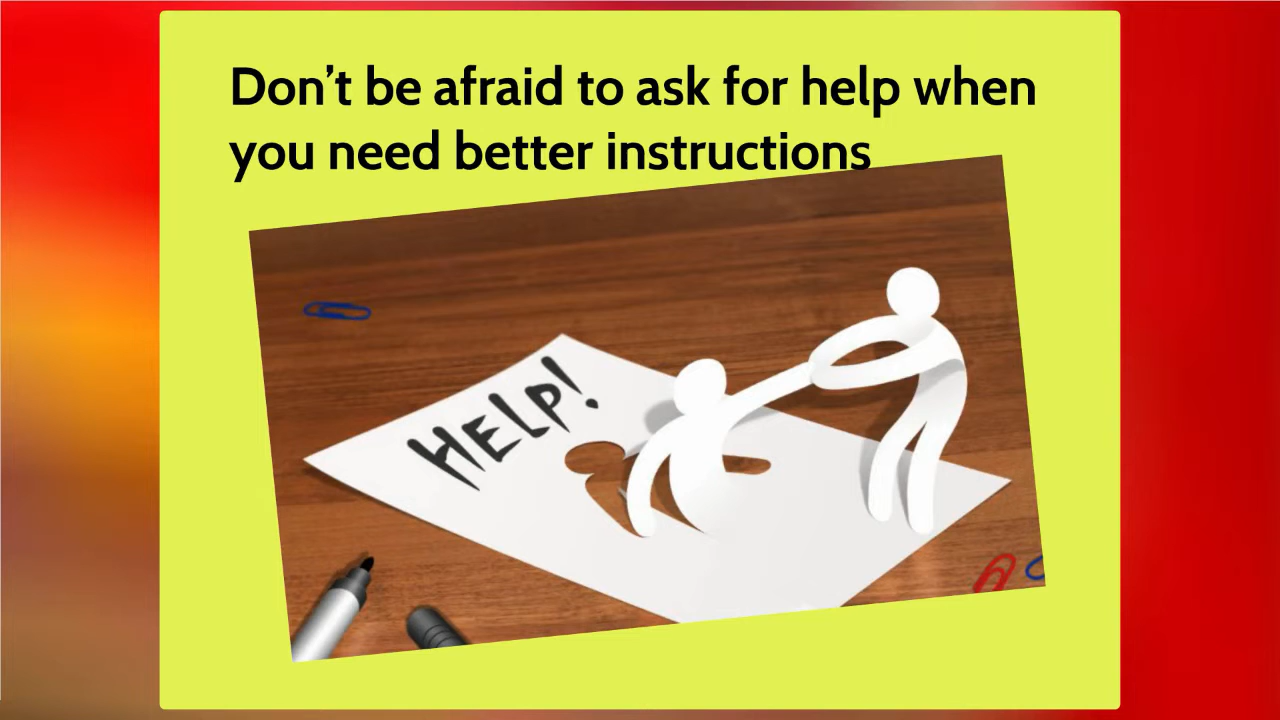 Don’t be afraid to ask for help when
you need better instructions
HELP!